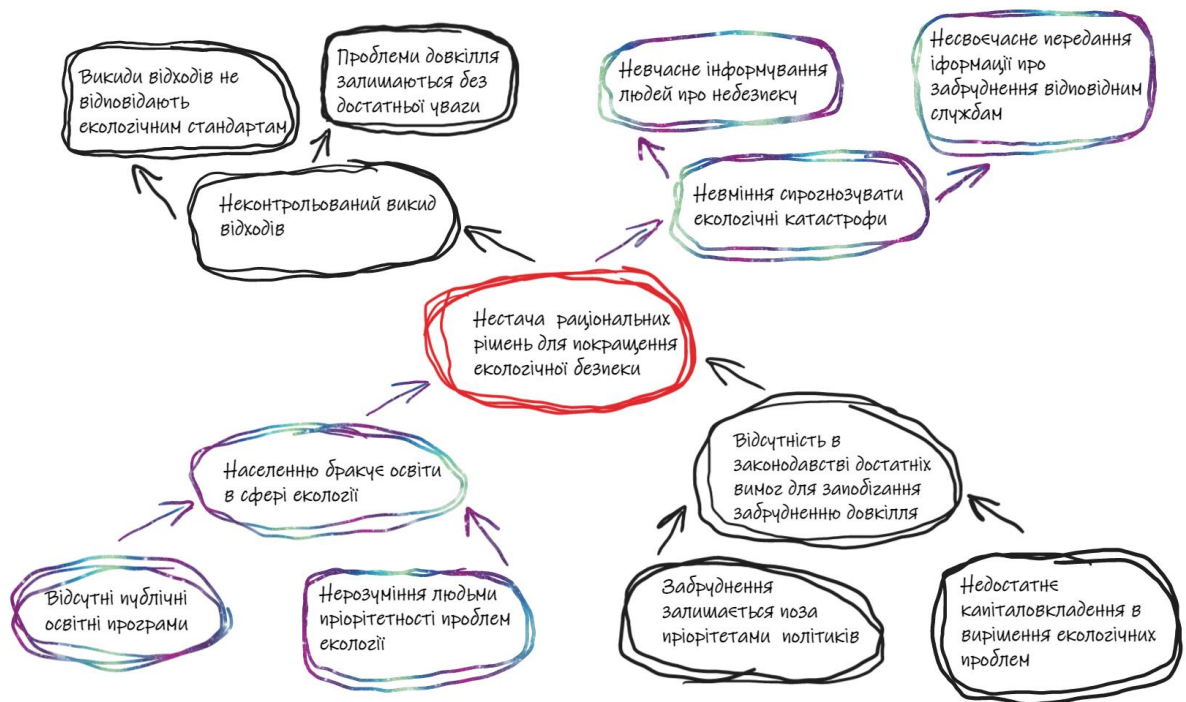 Викиди відходів не
відповідають
екологічним стандартам
Проблеми довкілля
залишаються без
достатньої уваги
Невчасне інформування
людей про небезпеку
Несвоєчасне передання
іформації про
забруднення відповідним
службам
Неконтрольований викид
відходів
Невміння спрогнозувати
екологічні катастрофи
Нестача раціональних
рішень для покращення
екологічної безпеки
Населенню бракує освіти
в сфері екології
Відсутність в
законодавстві достатніх
вимог для запобігання
забрудненню довкілля
Відсутні публічні
освітні програми
Нерозуміння людьми
пріорітетності проблем
екології
Забруднення
залишається поза
пріорітетами політиків
Недостатнє
капіталовкладення в
вирішення екологічних
проблем